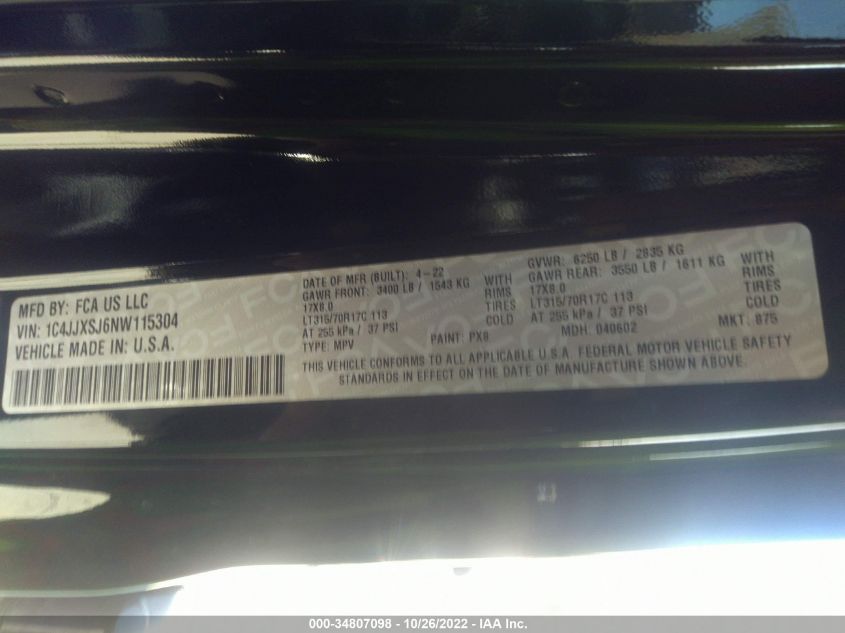 MFD BY: FCA US LLC
VIN: 1C4JJXSJ6NW115304
VEHICLE MADE IN: U.S.A.
DATE OF MFR (BUILT): 4-22
GAWR FRONT: 3400 LB / 1543 KG WITH
17X8.0 RIMS
LT315/70R17C 113 TIRES
AT 255 kPa / 37 PSI COLD
TYPE: MPV PAINT: PX8
GVWR: 6250 LB / 2835 KG
GAWR REAR: 3550 LB / 1611 KG WITH
17X8.0 RIMS
LT315/70R17C 113 TIRES
AT 255 kPa / 37 PSI COLD
MDH: 040602 MKT: 875
THIS VEHICLE CONFORMS TO ALL APPLICABLE U.S.A. FEDERAL MOTOR VEHICLE SAFETY
STANDARDS IN EFFECT ON THE DATE OF MANUFACTURE SHOWN ABOVE.
000-34807098 - 10/26/2022 - IAA Inc.